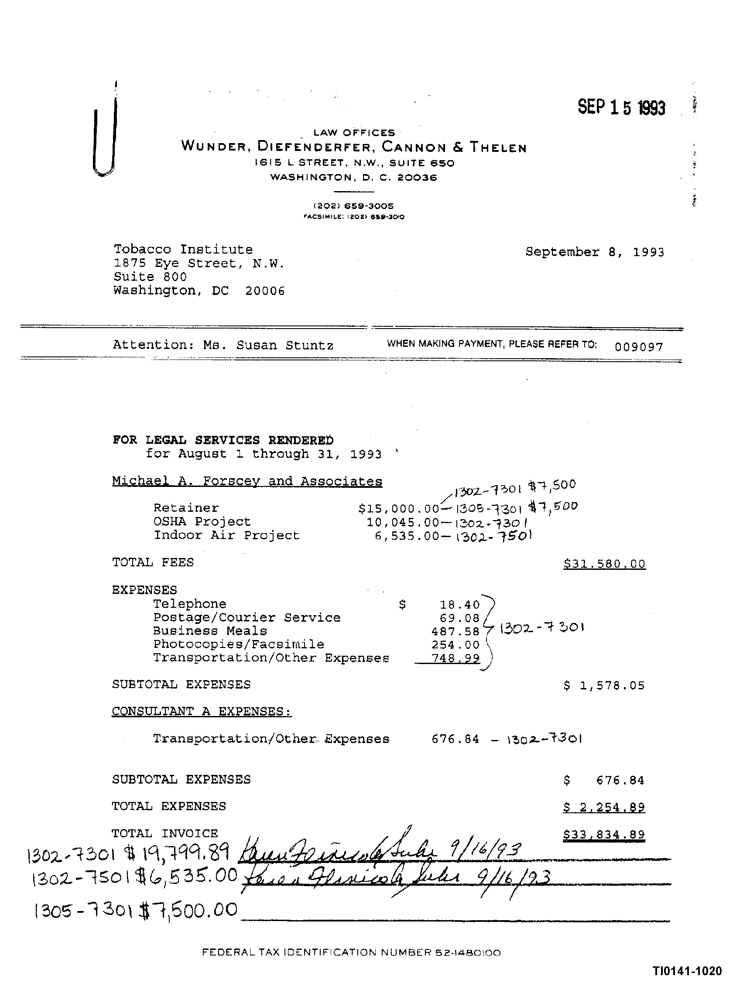 SEP 15 1993
LAW OFFICES
WUNDER, DIEFENDERFER, CANNON & THELEN
1615 L STREET, N.W., SUITE 650
WASHINGTON, D. C. 20036
(202) 659-3005
FACSIMILE: (202) 659-3010
Tobacco Institute September 8, 1993
1875 Eye Street, N.W.
Suite 800
Washington, DC 20006
Attention: Ms. Susan Stuntz WHEN MAKING PAYMENT, PLEASE REFER TO: 009097
FOR LEGAL SERVICES RENDERED
for August 1 through 31, 1993
Michael A. Forscey and Associates
1302-7301 $7,500
Retainer $15,000.00 - 1305-7301 $7,500
OSHA Project 10,045.00 - 1302-7301
Indoor Air Project 6,535.00 - 1302-7501
TOTAL FEES $31.580.00
EXPENSES
Telephone $ 18.40
Postage/Courier Service 69.08
Business Meals 487.58 1302-7301
Photocopies/Facsimile 254.00
Transportation/Other Expenses 748.99
SUBTOTAL EXPENSES $ 1,578.05
CONSULTANT A EXPENSES:
Transportation/Other Expenses 676.84 - 1302-7301
SUBTOTAL EXPENSES $ 676.84
TOTAL EXPENSES $ 2,254.89
TOTAL INVOICE $33,834.89
1302-7301 $19,799.89 9/16/93
1302-7501 $6,535.00 9/16/93
1305-7301 $7,500.00
FEDERAL TAX IDENTIFICATION NUMBER 52-1480100
TI0141-1020